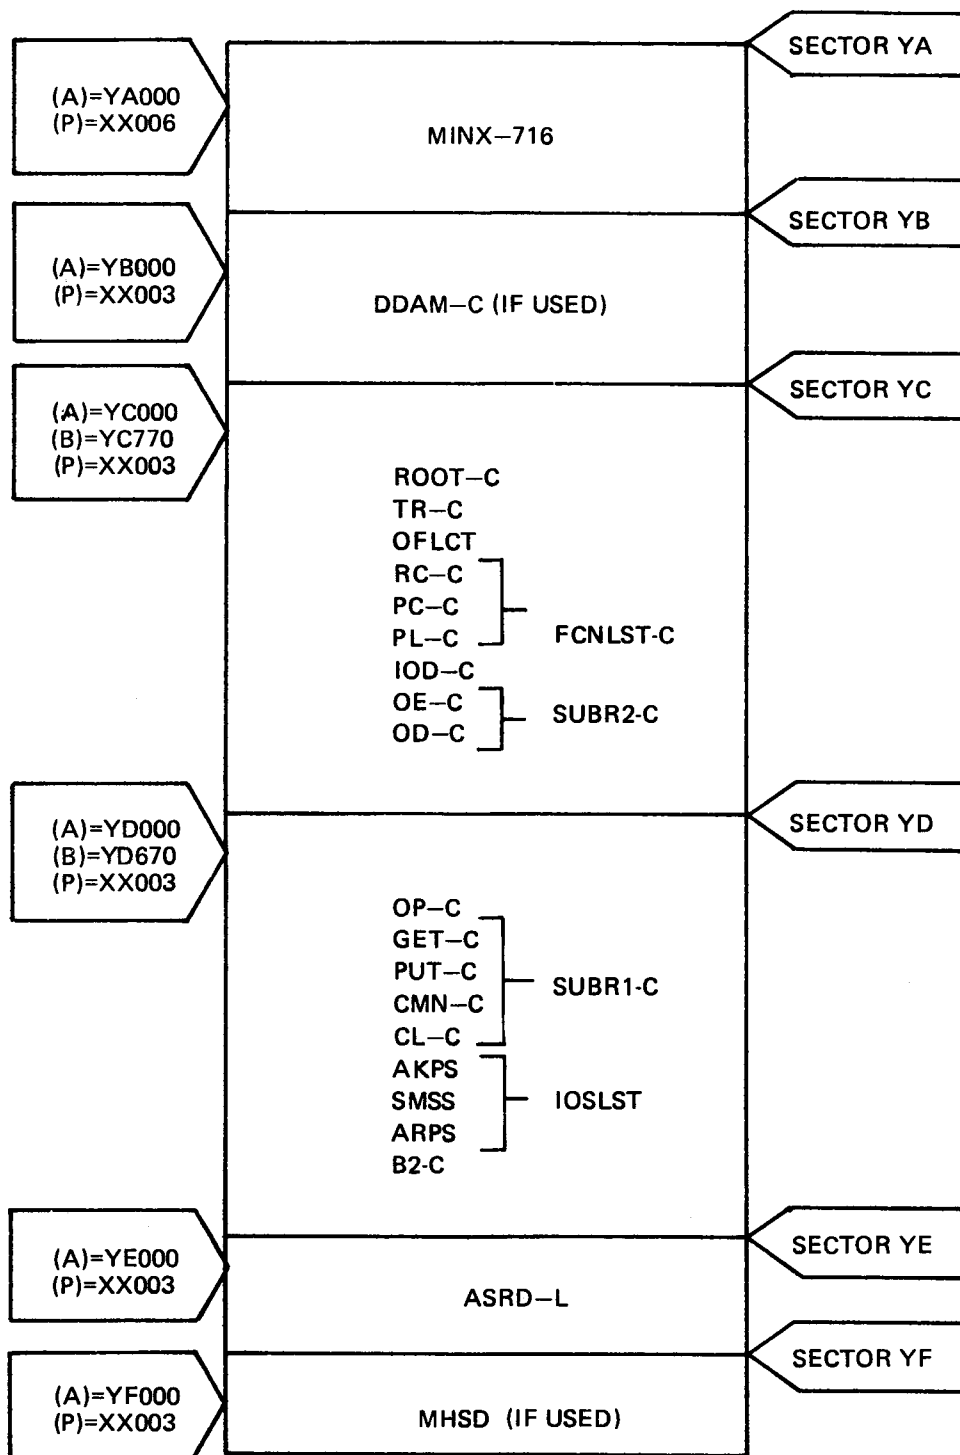 SECTOR YA
(A)=YA000
(P)=XX006
MINX-716
SECTOR YB
(A)=YB000
(P)=XX003
DDAM-C (IF USED)
SECTOR YC
(A)=YC000
(B)=YC770
(P)=XX003
ROOT-C
TR-C
OFLCT
RC-C
PC-C
PL-C
FCNLST-C
IOD-C
OE-C
OD-C
SUBR2-C
SECTOR YD
(A)=YD000
(B)=YD670
(P)=XX003
OP-C
GET-C
PUT-C
CMN-C
CL-C
SUBR1-C
AKPS
SMSS
ARPS
IOSLST
B2-C
SECTOR YE
(A)=YE000
(P)=XX003
ASRD-L
SECTOR YF
(A)=YF000
(P)=XX003
MHSD (IF USED)